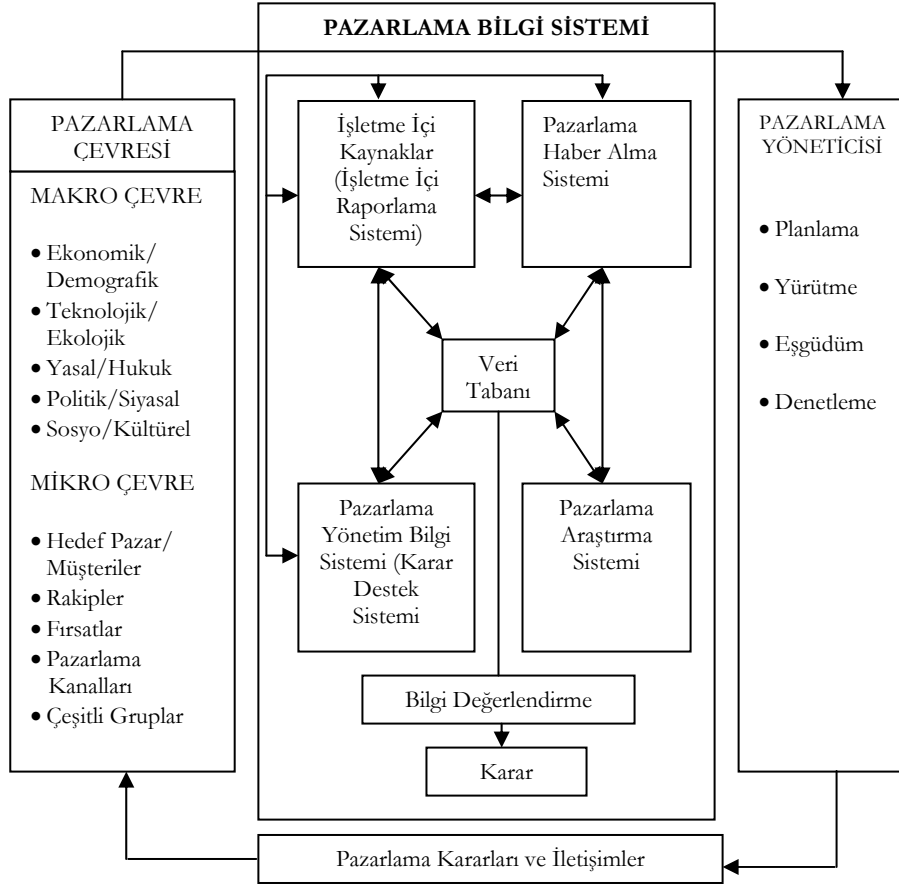 PAZARLAMA BİLGİ SİSTEMİ
PAZARLAMA
ÇEVRESİ
MAKRO ÇEVRE
• Ekonomik/
Demografik
• Teknolojik/
Ekolojik
• Yasal/Hukuk
• Politik/Siyasal
• Sosyo/Kültürel
MİKRO ÇEVRE
• Hedef Pazar/
Müşteriler
• Rakipler
• Fırsatlar
• Pazarlama
Kanalları
• Çeşitli Gruplar
İşletme İçi
Kaynaklar
(İşletme İçi
Raporlama
Sistemi)
Pazarlama
Haber Alma
Sistemi
Veri
Tabanı
Pazarlama
Yönetim Bilgi
Sistemi (Karar
Destek
Sistemi
Pazarlama
Araştırma
Sistemi
Bilgi Değerlendirme
Karar
PAZARLAMA
YÖNETİCİSİ
• Planlama
• Yürütme
• Eşgüdüm
• Denetleme
Pazarlama Kararları ve İletişimler